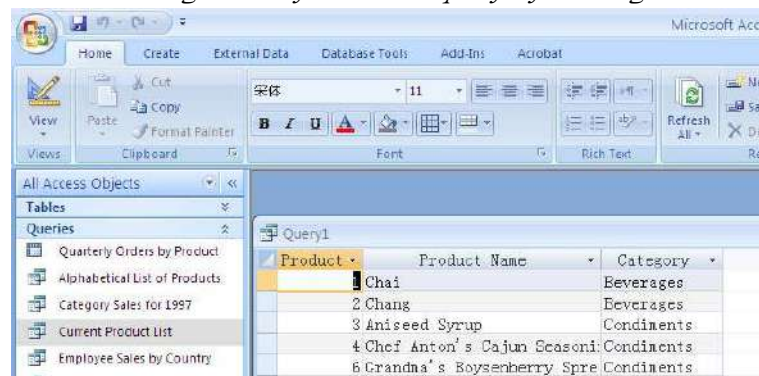 Microsoft Acc
Home Create External Data Database Tools Add-Ins Acrobat
View Paste Cut Copy Format Painter
宋体 11
B I U A
Refresh All
Views Clipboard Font Rich Text Re
All Access Objects
Tables
Queries
Quarterly Orders by Product
Alphabetical List of Products
Category Sales for 1997
Current Product List
Employee Sales by Country
Query1
Product Product Name Category
1 Chai Beverages
2 Chang Beverages
3 Aniseed Syrup Condiments
4 Chef Anton's Cajun Seasoni: Condiments
6 Grandma's Boysenberry Spre Condiments